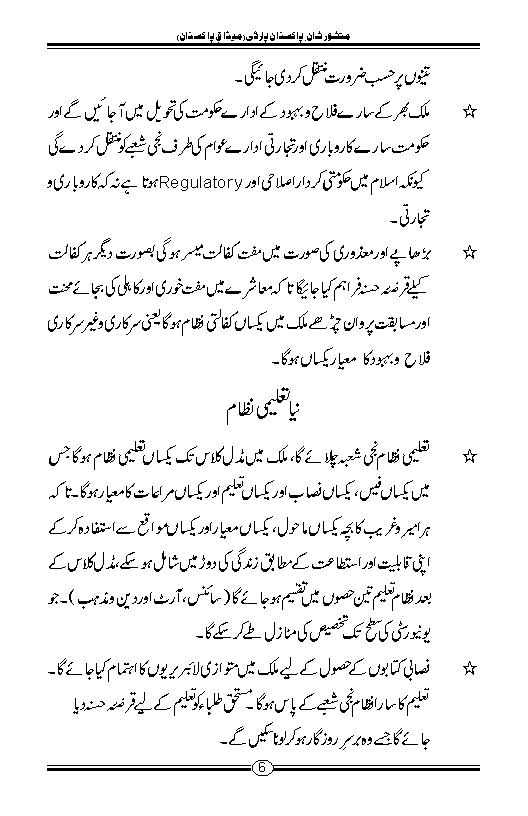 منشور شان پاکستان پارٹی (میثاق پاکستان)
تینوں پر حسب ضرورت منتقل کر دی جائیگی۔
☆ ملک بھر کے سارے فلاح و بہبود کے ادارے حکومت کی تحویل میں آجائیں گے اور
حکومت سارے کاروباری اور تجارتی ادارے عوام کی طرف نجی شعبے کو منتقل کر دے گی
کیونکہ اسلام میں حکومتی کردار اصلاحی اور Regulatory ہوتا ہے نہ کہ کاروباری و
تجارتی۔
☆ بڑھاپے اور معذوری کی صورت میں مفت کفالت میسر ہوگی بصورت دیگر ہر کفالت
کیلئے قرضہ حسنہ فراہم کیا جائیگا تا کہ معاشرے میں مفت خوری اور کاہلی کی بجائے محنت
اور مسابقت پروان چڑھے ملک میں یکساں کفالتی نظام ہوگا یعنی سرکاری و غیر سرکاری
فلاح و بہبود کا معیار یکساں ہوگا۔
نیا تعلیمی نظام
☆ تعلیمی نظام نجی شعبہ چلائے گا، ملک میں مڈل کلاس تک یکساں تعلیمی نظام ہوگا جس
میں یکساں فیس، یکساں نصاب اور یکساں تعلیم اور یکساں مراعات کا معیار ہوگا۔ تاکہ
ہر امیر و غریب کا بچہ یکساں ماحول، یکساں معیار اور یکساں مواقع سے استفادہ کر کے
اپنی قابلیت اور استطاعت کے مطابق زندگی کی دوڑ میں شامل ہو سکے، مڈل کلاس کے
بعد نظام تعلیم تین حصوں میں تقسیم ہو جائے گا (سائنس، آرٹ اور دین و مذہب)۔ جو
یونیورسٹی کی سطح تک تخصیص کی منازل طے کر سکے گا۔
☆ نصابی کتابوں کے حصول کے لیے ملک میں متوازی لائبریریوں کا اہتمام کیا جائے گا۔
تعلیم کا سارا نظام نجی شعبے کے پاس ہوگا۔ مستحق طلباء کو تعلیم کے لیے قرضہ حسنہ دیا
جائے گا جسے وہ برسر روزگار ہو کر لوٹا سکیں گے۔
6